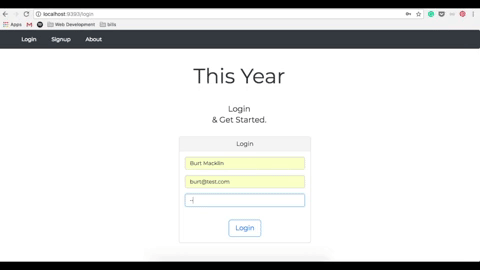 localhost:9393/login
Apps Web Development bills
Login Signup About
This Year
Login
& Get Started.
Login
Burt Macklin
burt@test.com
Login